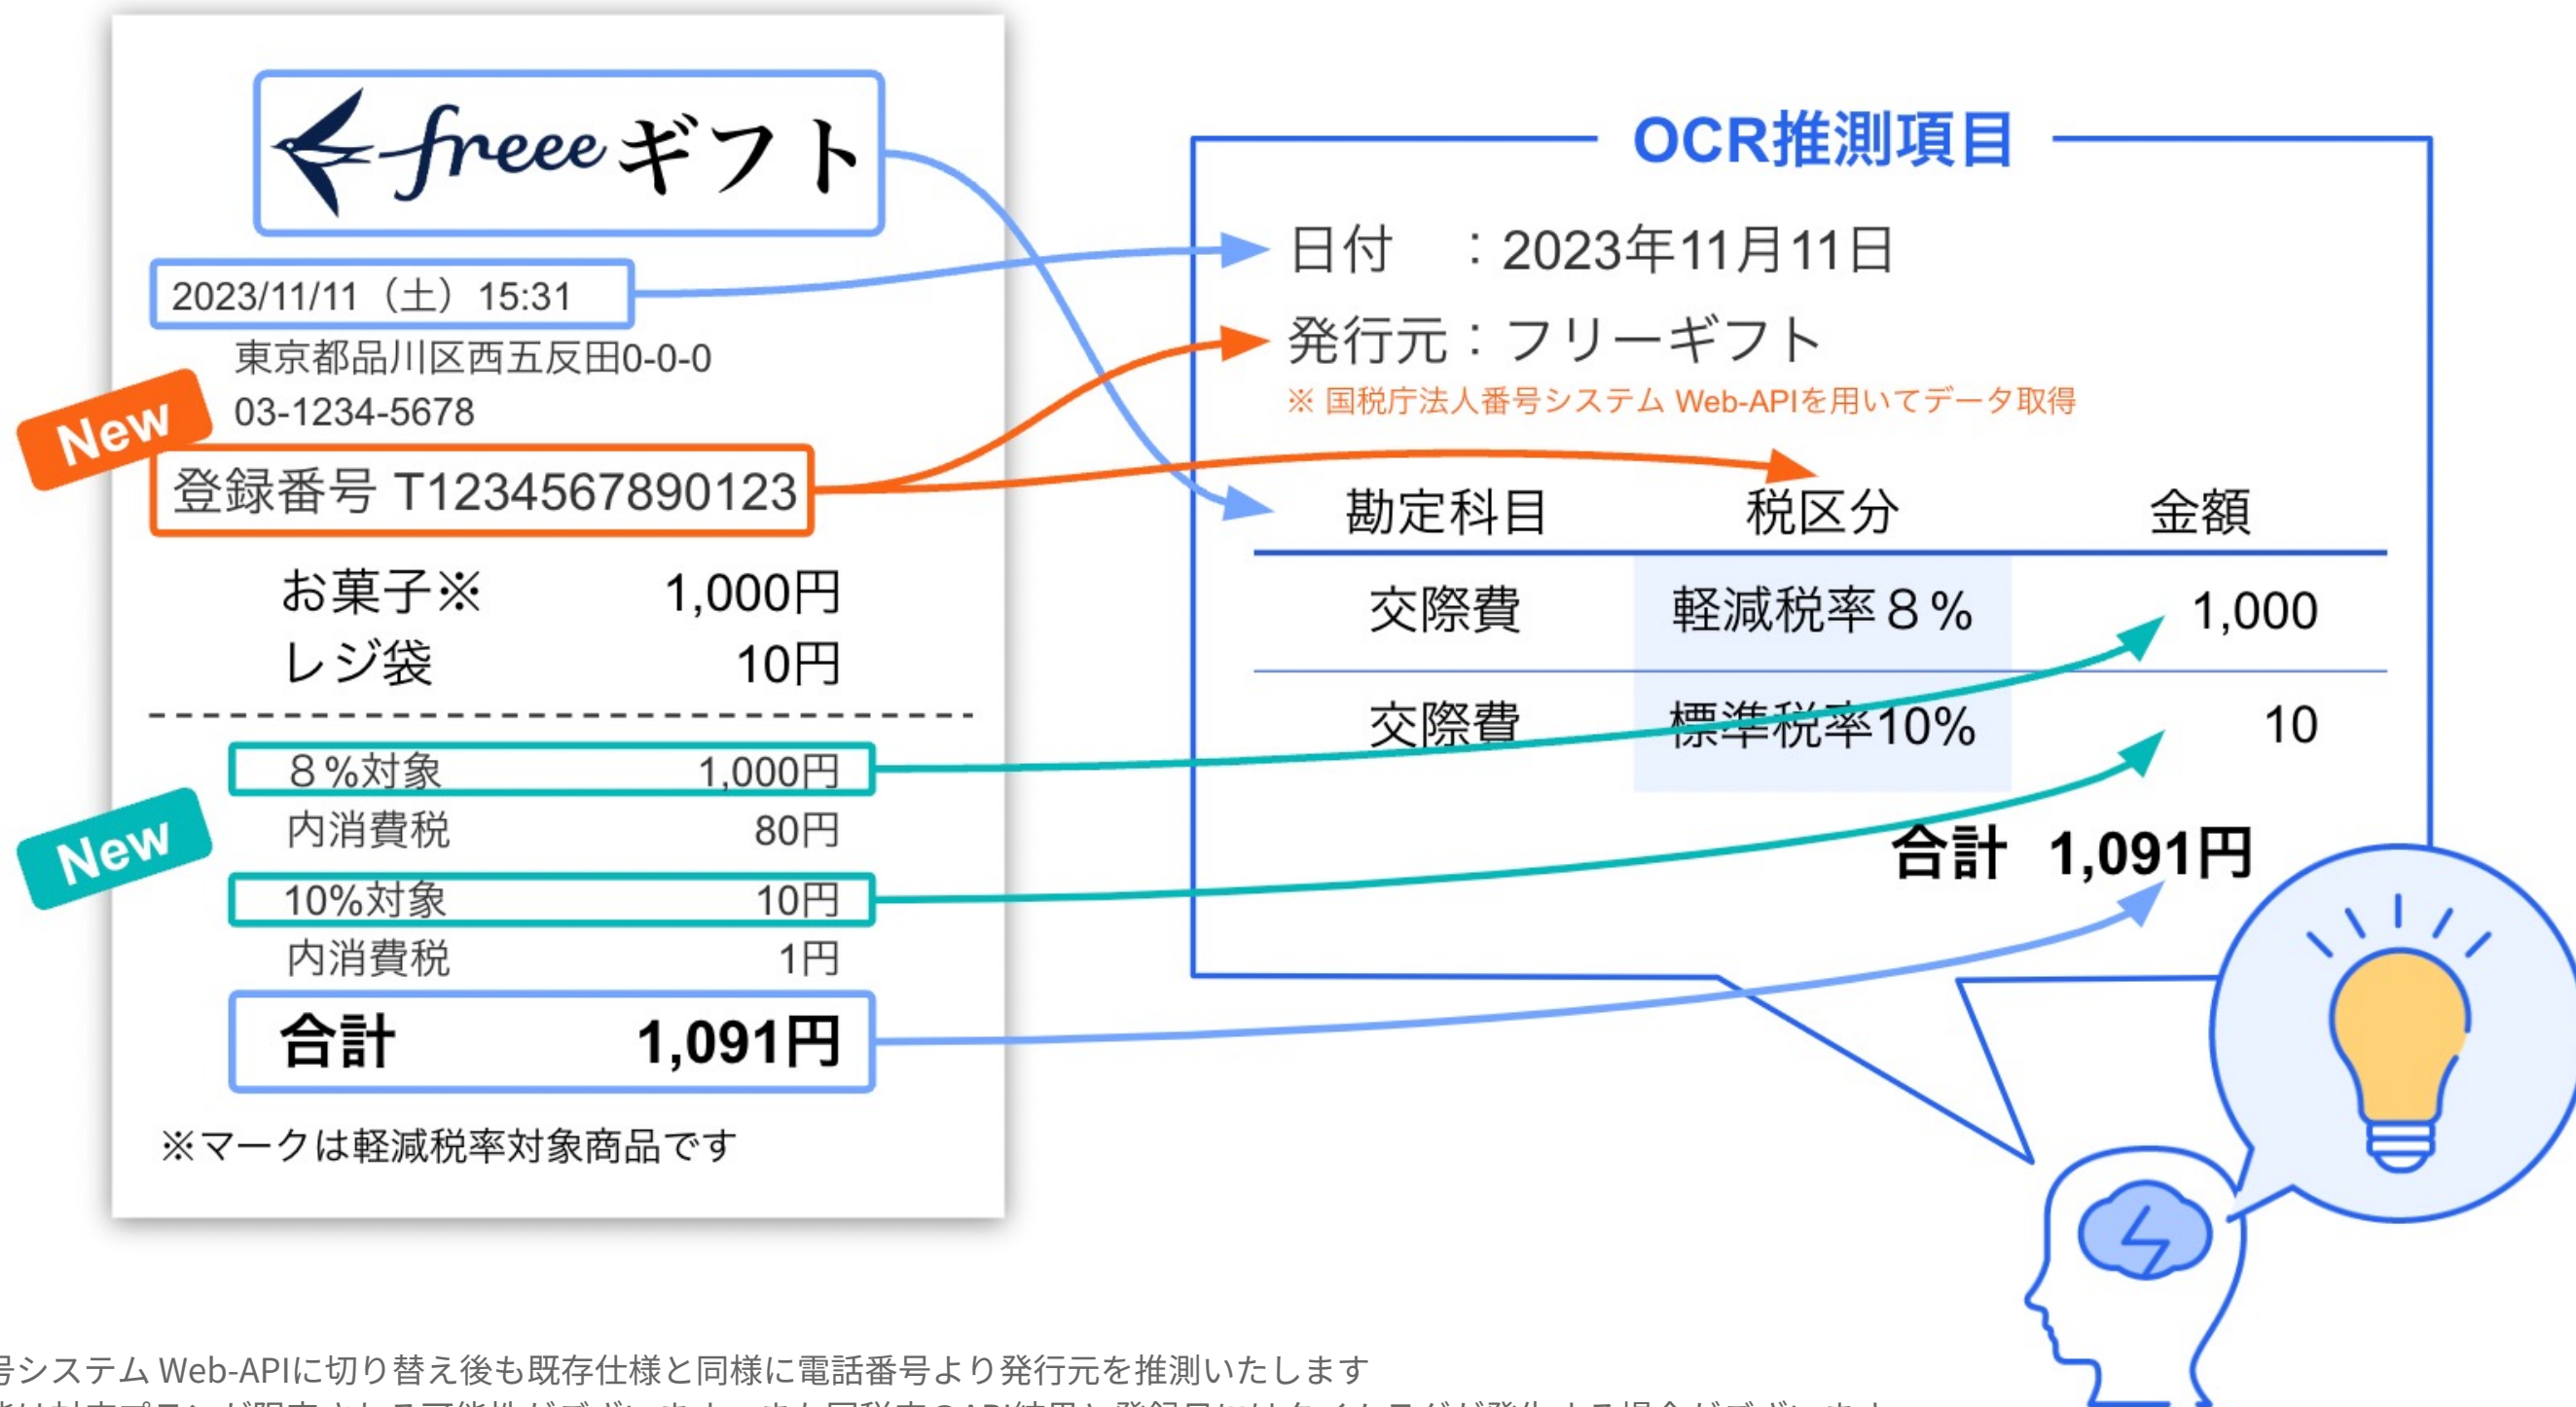 freeeギフト
2023/11/11（土）15:31
東京都品川区西五反田0-0-0
03-1234-5678
New
登録番号 T1234567890123
お菓子※ 1,000円
レジ袋 10円
８%対象 1,000円
内消費税 80円
New
10%対象 10円
内消費税 1円
合計 1,091円
※マークは軽減税率対象商品です
OCR推測項目
日付 ：2023年11月11日
発行元：フリーギフト
※ 国税庁法人番号システム Web-APIを用いてデータ取得
勘定科目 税区分 金額
交際費 軽減税率８% 1,000
交際費 標準税率10% 10
合計 1,091円
号システム Web-APIに切り替え後も既存仕様と同様に電話番号より発行元を推測いたします